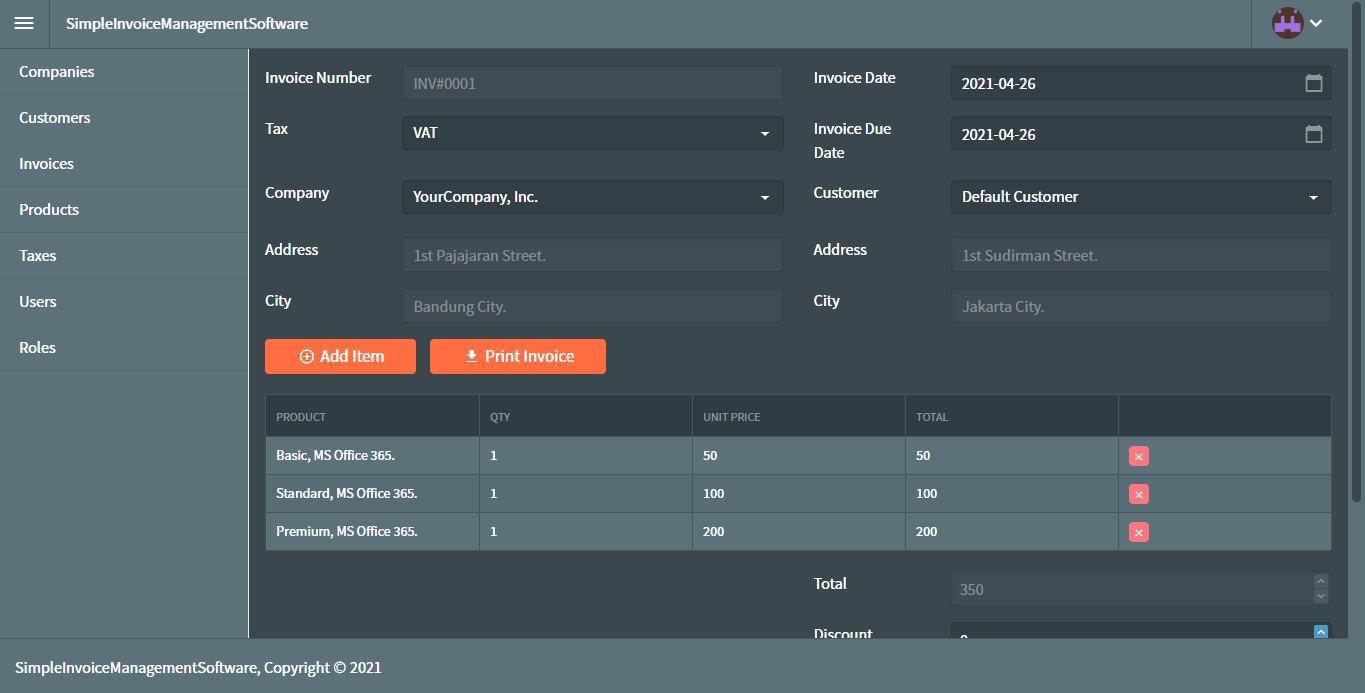 SimpleInvoiceManagementSoftware
Companies
Customers
Invoices
Products
Taxes
Users
Roles
Invoice Number
INV#0001
Invoice Date
2021-04-26
Tax
VAT
Invoice Due
Date
2021-04-26
Company
YourCompany, Inc.
Customer
Default Customer
Address
1st Pajajaran Street.
Address
1st Sudirman Street.
City
Bandung City.
City
Jakarta City.
Add Item
Print Invoice
PRODUCT QTY UNIT PRICE TOTAL
Basic, MS Office 365. 1 50 50
Standard, MS Office 365. 1 100 100
Premium, MS Office 365. 1 200 200
Total
350
Discount
SimpleInvoiceManagementSoftware, Copyright © 2021